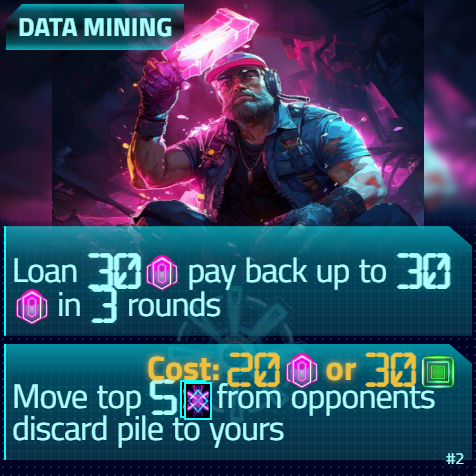 DATA MINING
Loan 30 pay back up to 30
in 3 rounds
Cost: 20 or 30
Move top 5 from opponents
discard pile to yours
#2